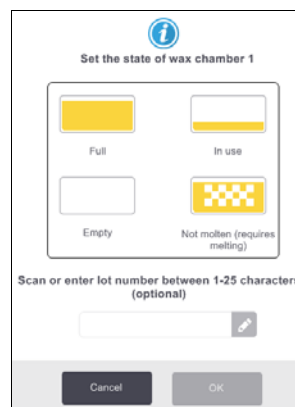 Set the state of wax chamber 1
Full
In use
Empty
Not molten (requires
melting)
Scan or enter lot number between 1-25 character
(optional)
Cancel
OK